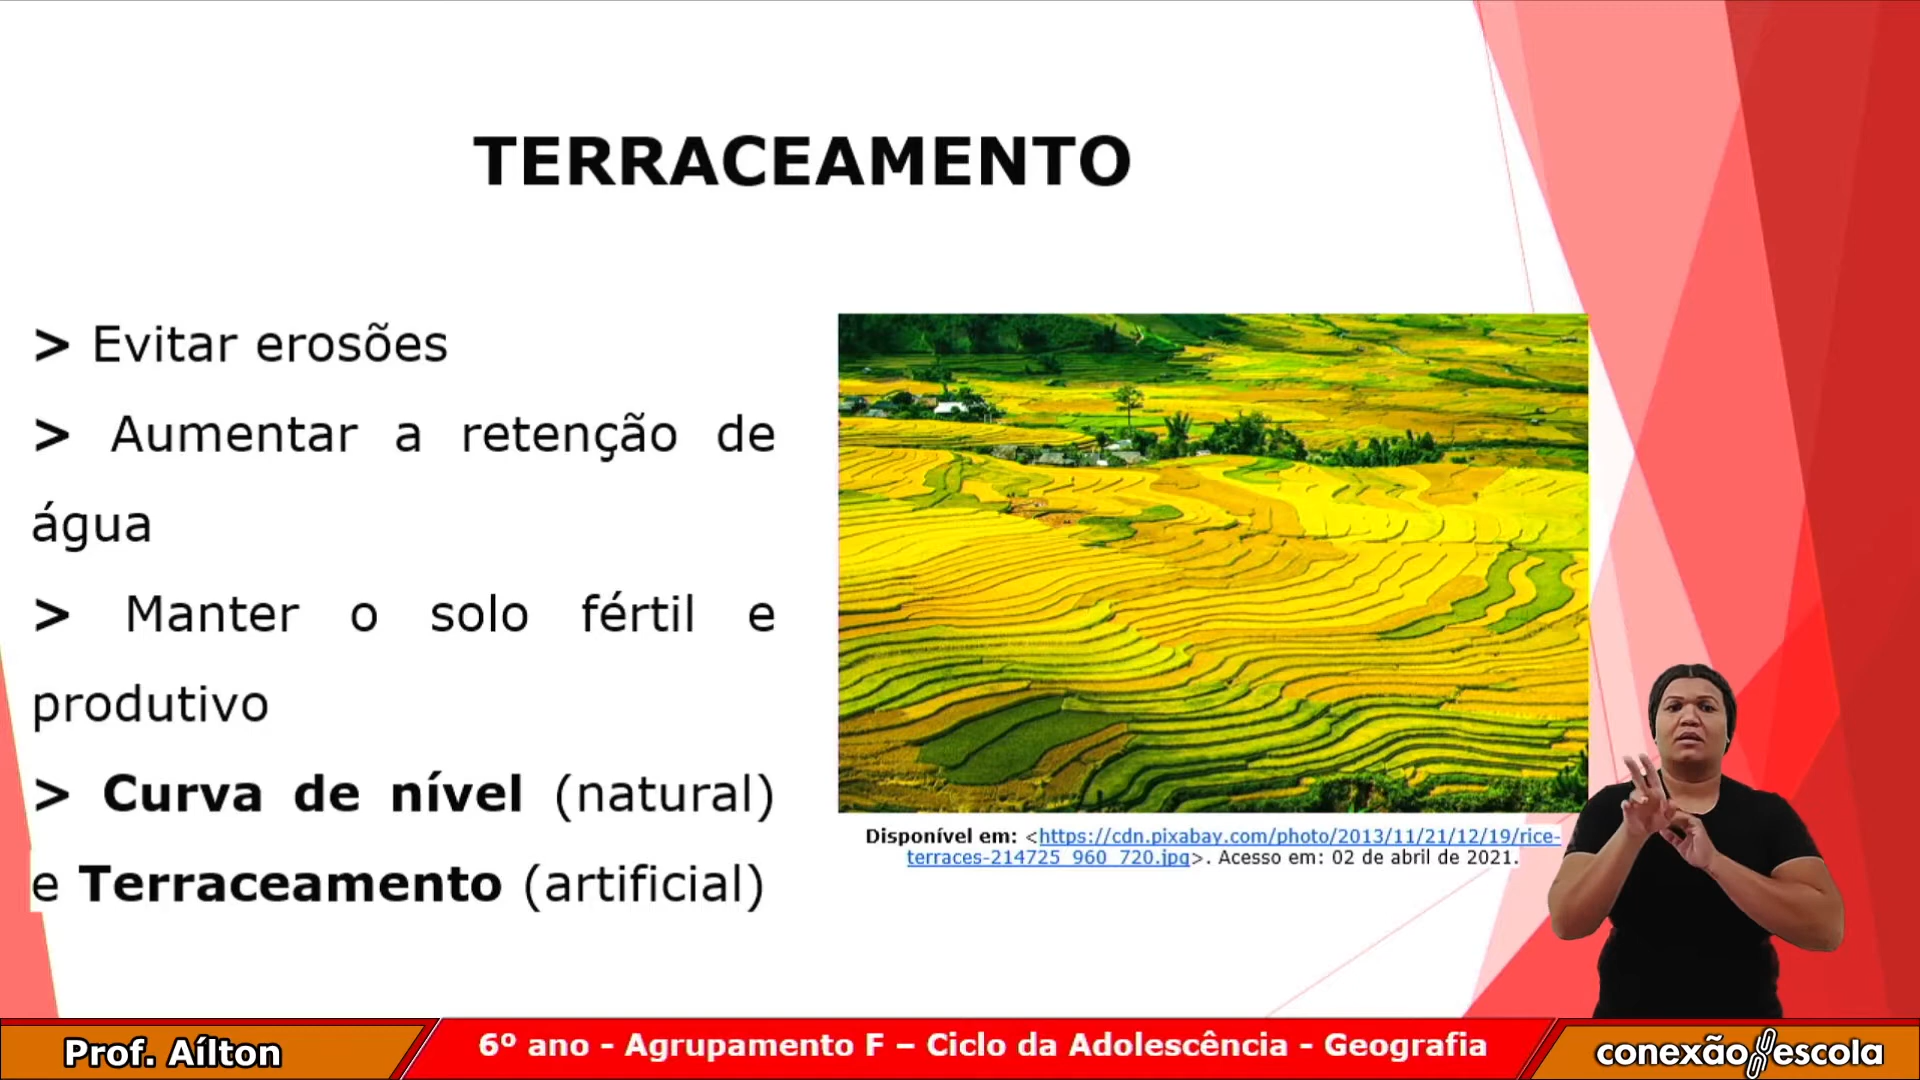 TERRACEAMENTO
> Evitar erosões
> Aumentar a retenção de
água
> Manter o solo fértil e
produtivo
> Curva de nível (natural)
e Terraceamento (artificial)
Disponível em: <https://cdn.pixabay.com/photo/2013/11/21/12/19/rice-
terraces-214725_960_720.jpg>. Acesso em: 02 de abril de 2021.
Prof. Aílton
6º ano - Agrupamento F – Ciclo da Adolescência - Geografia
conexão escola